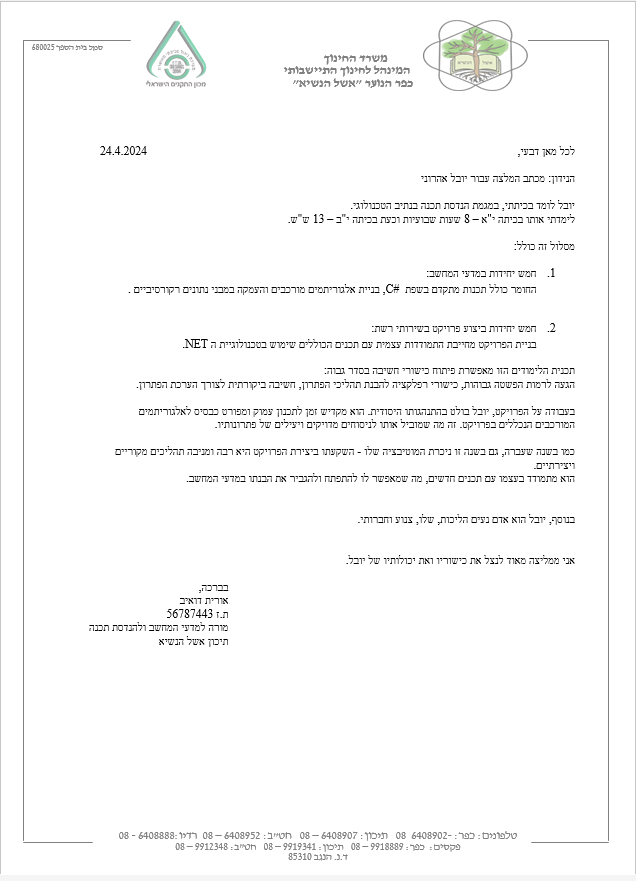 סמל בית הספר 680025
מכון התקנים הישראלי
משרד החינוך
המינהל לחינוך התיישבותי
כפר הנוער "אשל הנשיא"
אשל הנשיא
24.4.2024
לכל מאן דבעי,
הנידון: מכתב המלצה עבור יובל אהרוני
יובל לומד בכיתתי, במגמת הנדסת תכנה בנתיב הטכנולוגי.
לימדתי אותו בכיתה י"א – 8 שעות שבועיות וכעת בכיתה י"ב – 13 ש"ש.
מסלול זה כולל:
1. חמש יחידות במדעי המחשב:
החומר כולל תכנות מתקדם בשפת C#, בניית אלגוריתמים מורכבים והעמקה במבני נתונים רקורסיביים .
2. חמש יחידות ביצוע פרויקט בשירותי רשת:
בניית הפרויקט מחייבת התמודדות עצמית עם תכנים הכוללים שימוש בטכנולוגיית ה NET.
תכנית הלימודים הזו מאפשרת פיתוח כישורי חשיבה בסדר גבוה:
הגעה לרמות הפשטה גבוהות, כישורי רפלקציה להבנת תהליכי הפתרון, חשיבה ביקורתית לצורך הערכת הפתרון.
בעבודה על הפרויקט, יובל בולט בהתנהגותו היסודית. הוא מקדיש זמן לתכנון עמוק ומפורט כבסיס לאלגוריתמים
המורכבים הנכללים בפרויקט. זה מה שמוביל אותו לניסוחים מדויקים ויעילים של פתרונותיו.
כמו בשנה שעברה, גם בשנה זו ניכרת המוטיבציה שלו - השקעתו ביצירת הפרויקט היא רבה ומניבה תהליכים מקוריים
ויצירתיים.
הוא מתמודד בעצמו עם תכנים חדשים, מה שמאפשר לו להתפתח ולהגביר את הבנתו במדעי המחשב.
בנוסף, יובל הוא אדם נעים הליכות, שלו, צנוע וחברותי.
אני ממליצה מאוד לנצל את כישוריו ואת יכולותיו של יובל.
בברכה,
אורית דואיב
ת.ז 56787443
מורה למדעי המחשב ולהנדסת תכנה
תיכון אשל הנשיא
טלפונים: כפר: 08 6408902- תיכון: 6408907 – 08 חט"ב: 6408952 – 08 רדיו: 6408888- 08
פקסים: כפר: 9918889 – 08 תיכון: 9919341 – 08 חט"ב: 9912348 – 08
ד.נ. הנגב 85310